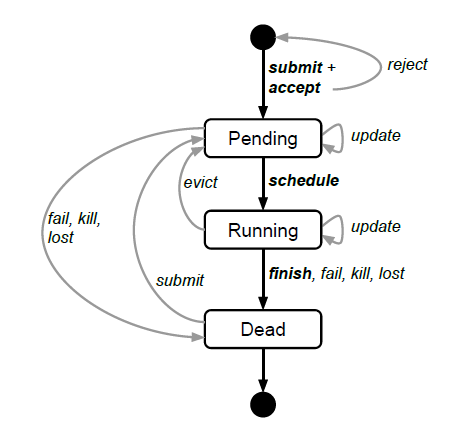 submit +
accept
reject
Pending
update
schedule
evict
fail, kill,
lost
Running
update
finish, fail, kill, lost
submit
Dead